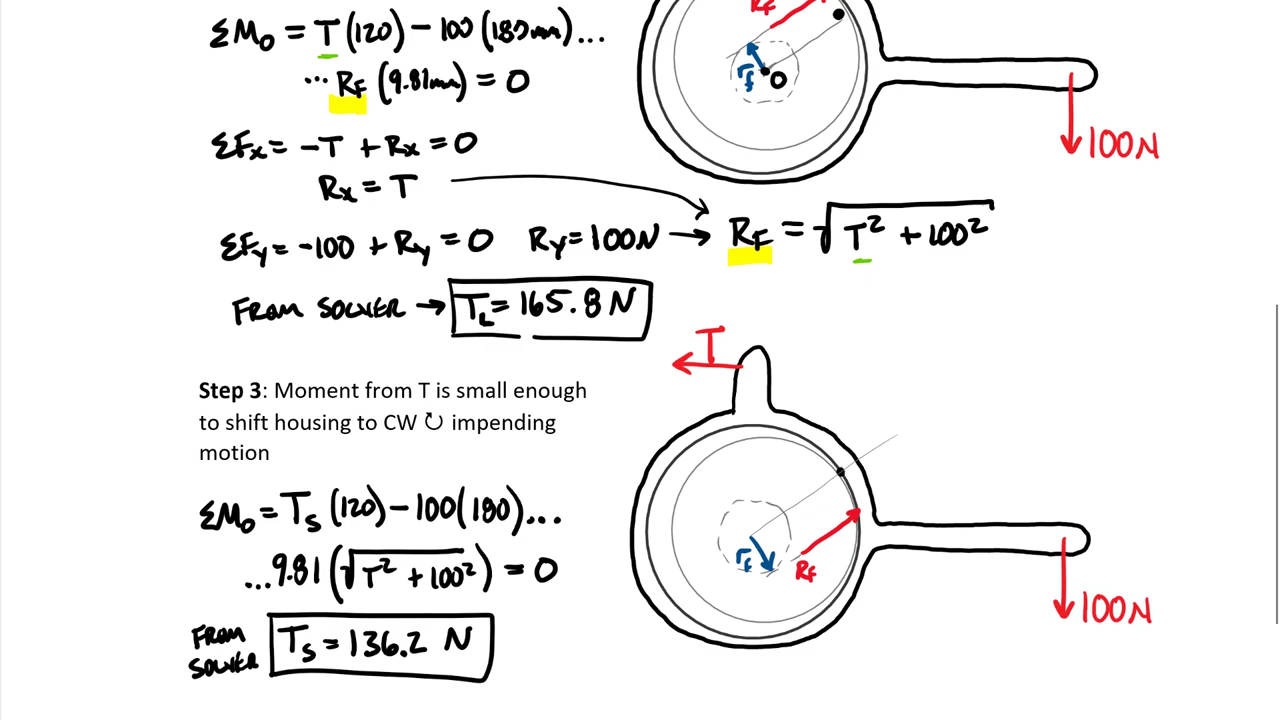 ΣM₀ = T(120) - 100(180mm)...
...R_F (9.81mm) = 0
ΣFx = -T + Rx = 0
Rx = T
ΣFy = -100 + Ry = 0 Ry = 100N → R_F = √(T² + 100²)
FROM SOLVER → T_L = 165.8 N
Step 3: Moment from T is small enough
to shift housing to CW ↻ impending
motion
ΣM₀ = T_S (120) - 100(180)...
...9.81(√(T² + 100²)) = 0
FROM
SOLVER
T_S = 136.2 N
R_F
r_f
O
100N
T
r_f
R_F
100N